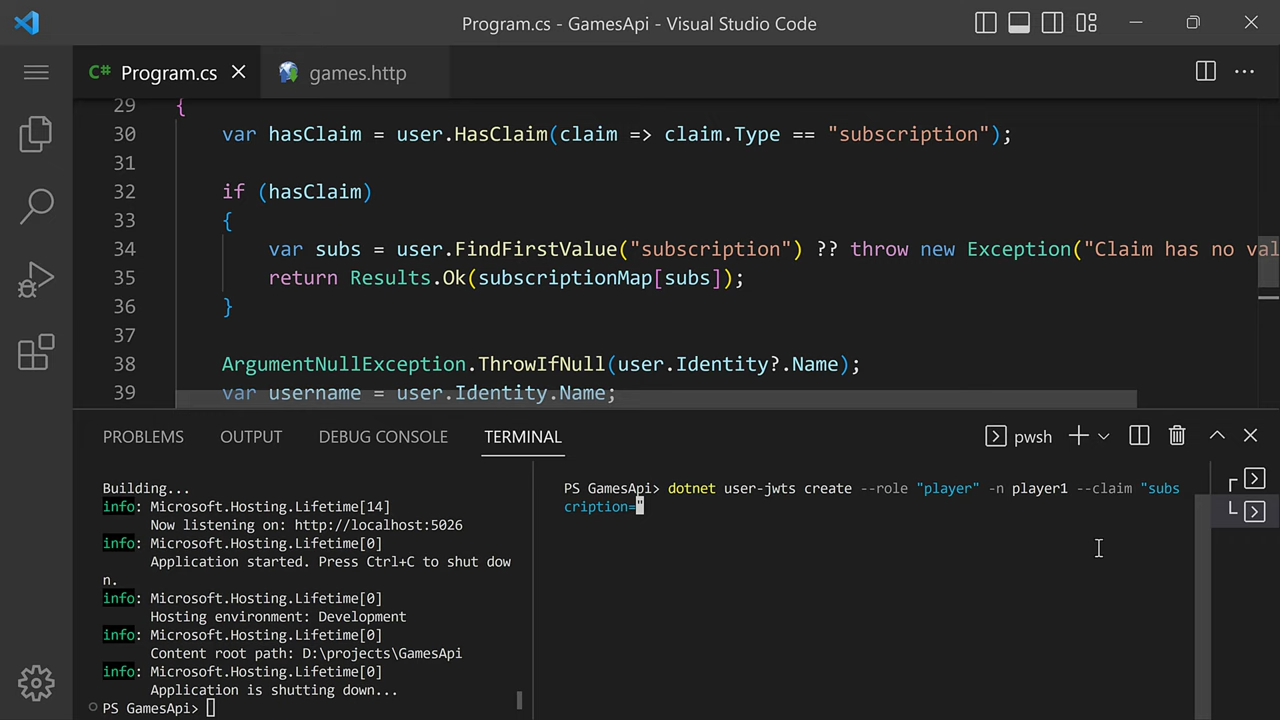 Program.cs - GamesApi - Visual Studio Code
C# Program.cs
games.http
29 {
30 var hasClaim = user.HasClaim(claim => claim.Type == "subscription");
31
32 if (hasClaim)
33 {
34 var subs = user.FindFirstValue("subscription") ?? throw new Exception("Claim has no val
35 return Results.Ok(subscriptionMap[subs]);
36 }
37
38 ArgumentNullException.ThrowIfNull(user.Identity?.Name);
39 var username = user.Identity.Name;
PROBLEMS OUTPUT DEBUG CONSOLE TERMINAL
pwsh
Building...
info: Microsoft.Hosting.Lifetime[14]
Now listening on: http://localhost:5026
info: Microsoft.Hosting.Lifetime[0]
Application started. Press Ctrl+C to shut dow
n.
info: Microsoft.Hosting.Lifetime[0]
Hosting environment: Development
info: Microsoft.Hosting.Lifetime[0]
Content root path: D:\projects\GamesApi
info: Microsoft.Hosting.Lifetime[0]
Application is shutting down...
PS GamesApi>
PS GamesApi> dotnet user-jwts create --role "player" -n player1 --claim "subs
cription="